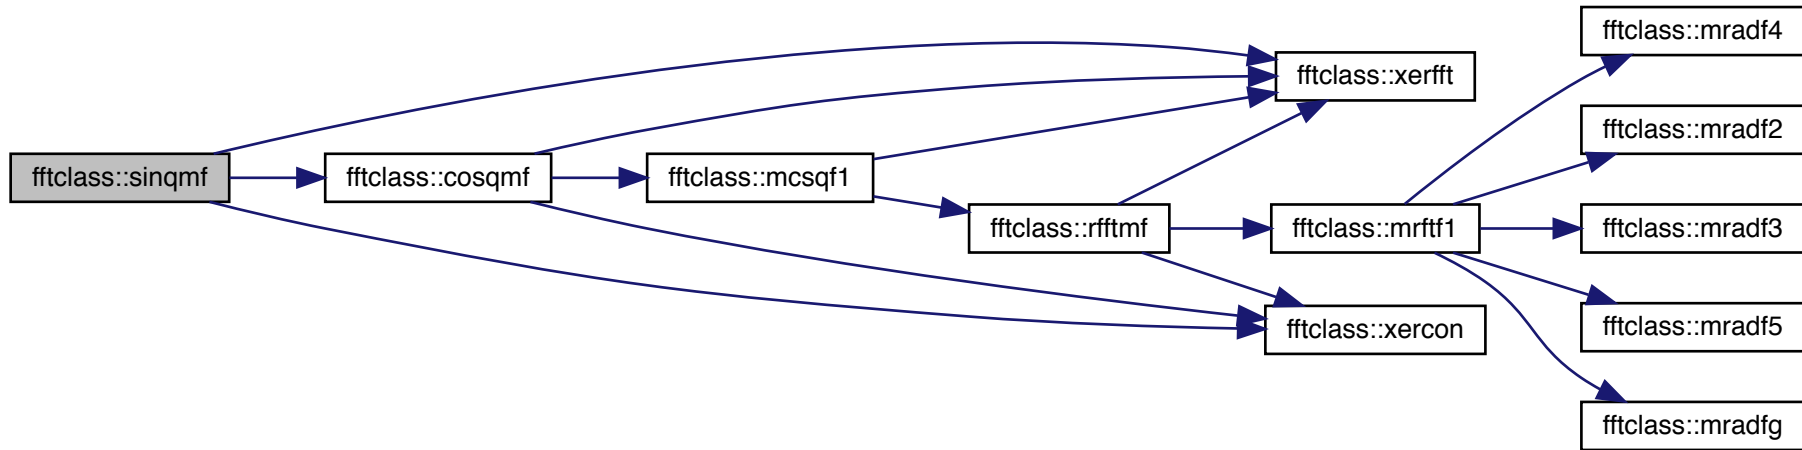 fftclass::sinqmf
fftclass::cosqmf
fftclass::mcsqf1
fftclass::rfftmf
fftclass::xerfft
fftclass::mrftf1
fftclass::xercon
fftclass::mradf4
fftclass::mradf2
fftclass::mradf3
fftclass::mradf5
fftclass::mradfg